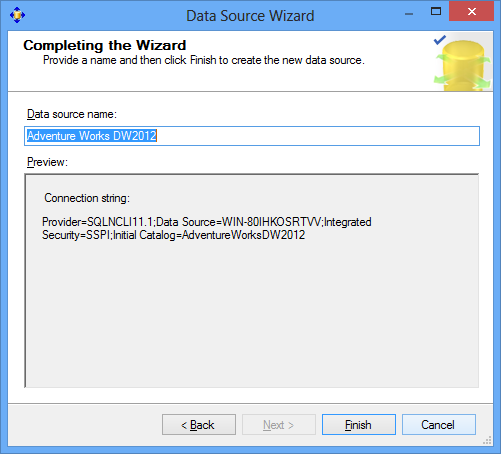 Data Source Wizard
Completing the Wizard
Provide a name and then click Finish to create the new data source.
Data source name:
Adventure Works DW2012
Preview:
Connection string:
Provider=SQLNCLI11.1;Data Source=WIN-80IHKOSRTVV;Integrated
Security=SSPI;Initial Catalog=AdventureWorksDW2012
< Back
Next >
Finish
Cancel